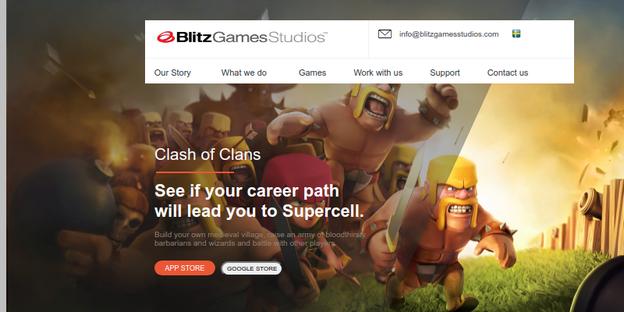 BlitzGamesStudios™
info@blitzgamesstudios.com
Our Story What we do Games Work with us Support Contact us
Clash of Clans
See if your career path
will lead you to Supercell.
Build your own medieval village, raise an army of bloodthirsty
barbarians and wizards and battle with other players.
APP STORE GOOGLE STORE